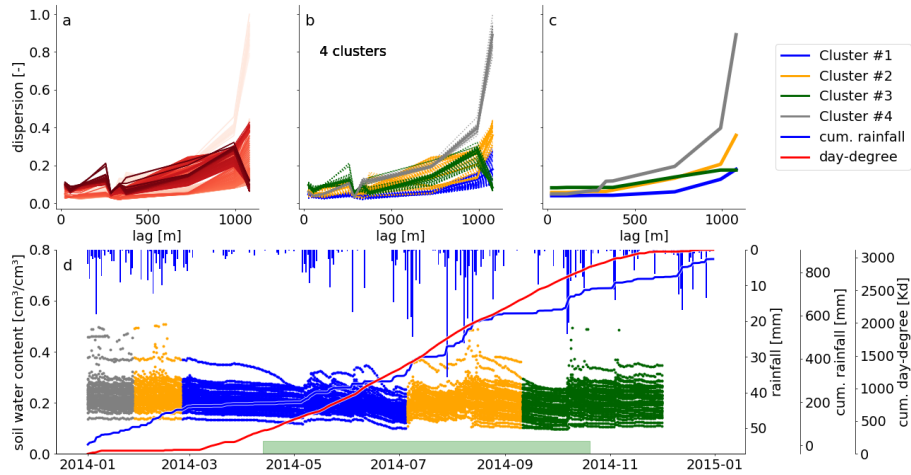 a
b
c
4 clusters
dispersion [-]
1.0
0.8
0.6
0.4
0.2
0.0
0 500 1000
0 500 1000
0 500 1000
lag [m]
lag [m]
lag [m]
Cluster #1
Cluster #2
Cluster #3
Cluster #4
cum. rainfall
day-degree
d
soil water content [cm³/cm³]
0.8
0.6
0.4
0.2
0.0
2014-01 2014-03 2014-05 2014-07 2014-09 2014-11 2015-01
0
10
20
30
40
50
rainfall [mm]
800
600
400
200
0
cum. rainfall [mm]
3000
2500
2000
1500
1000
500
0
cum. day-degree [Kd]